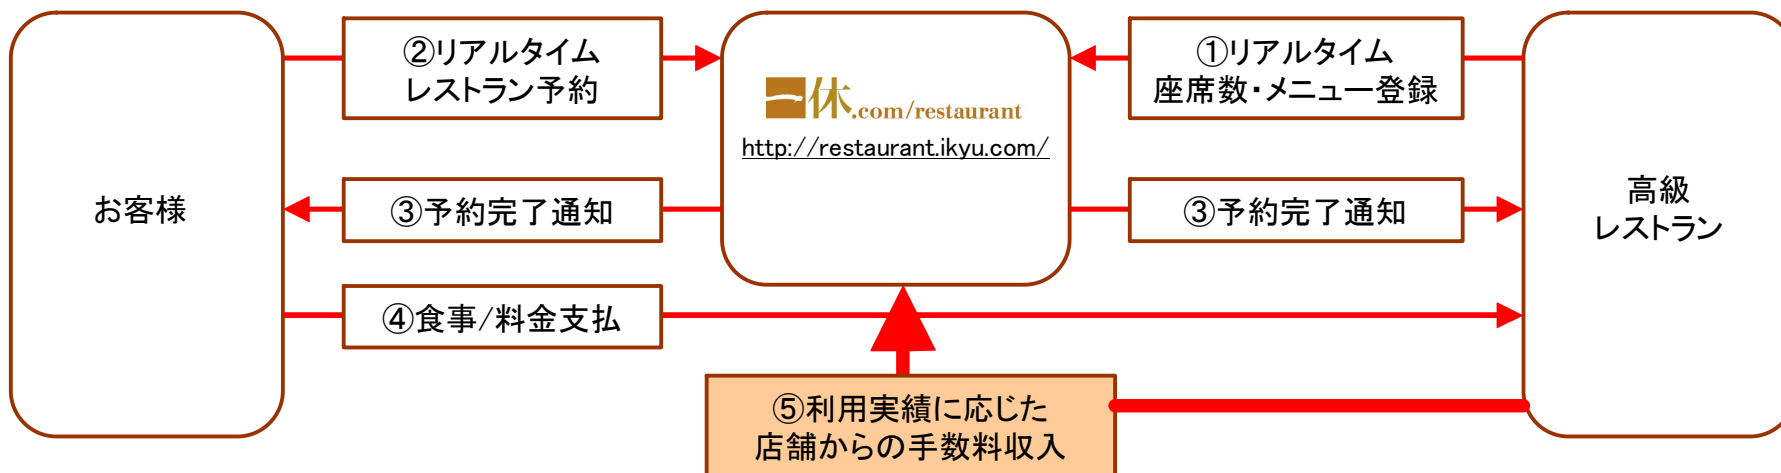 ②リアルタイム
レストラン予約
①リアルタイム
座席数・メニュー登録
一休.com/restaurant
http://restaurant.ikyu.com/
お客様
③予約完了通知
③予約完了通知
高級
レストラン
④食事/料金支払
⑤利用実績に応じた
店舗からの手数料収入